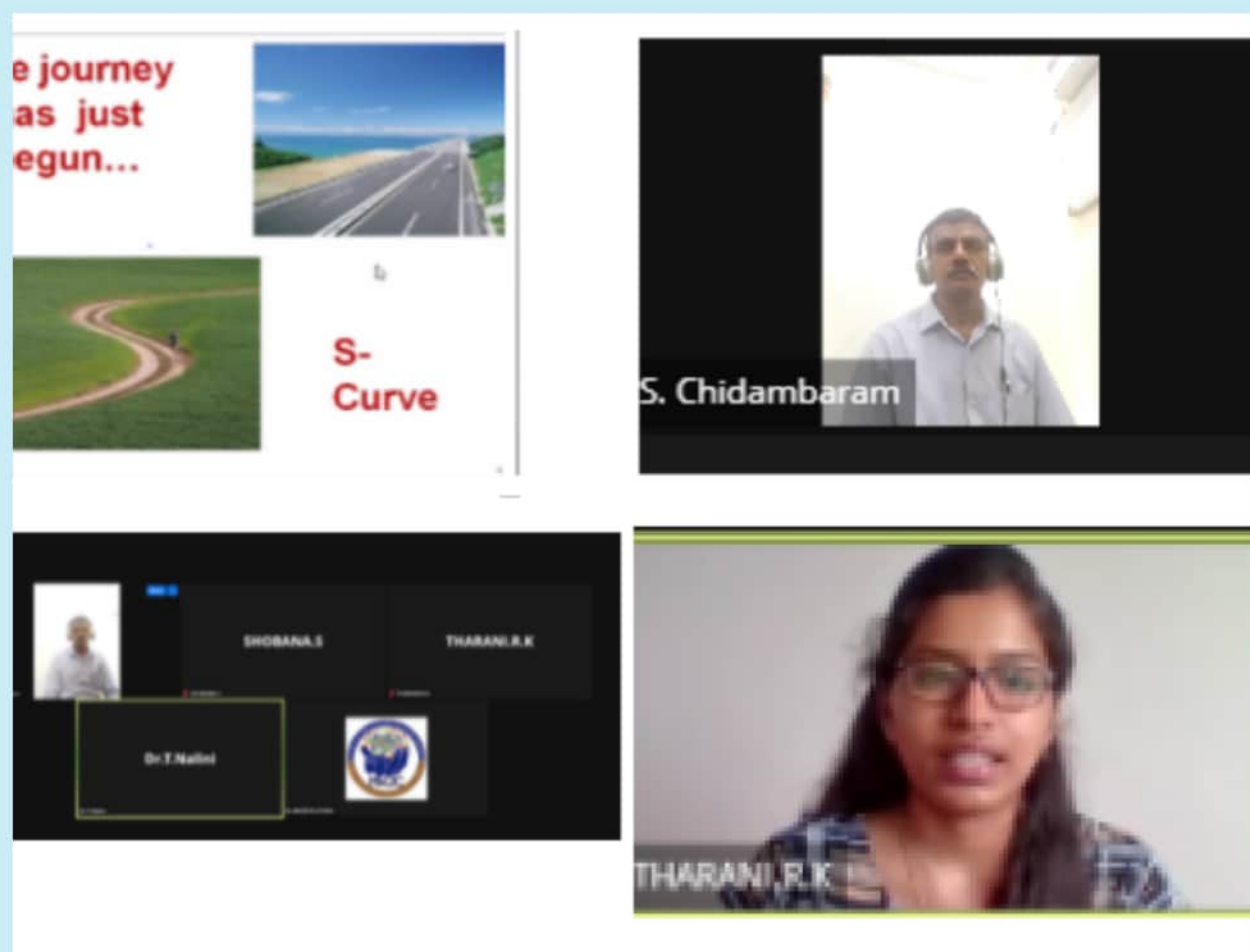 e journey
as just
egun...
S-
Curve
S. Chidambaram
SHOBANA.S
THARANI.R.K
Dr.T.Nalini
THARANI.R.K